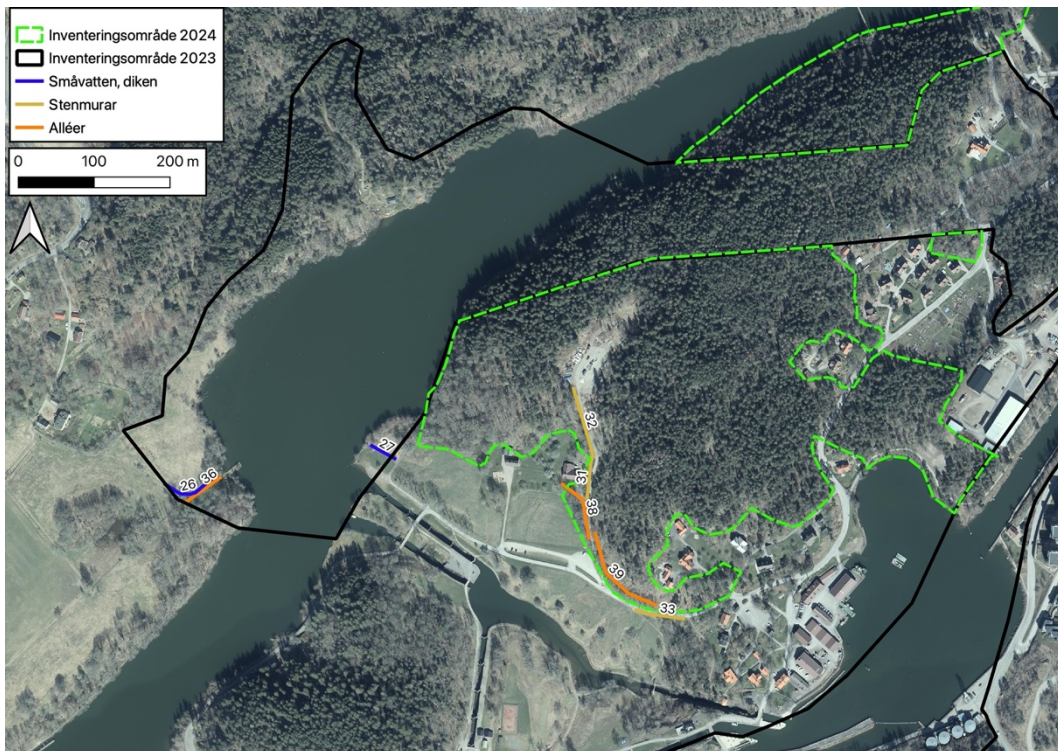 Inventeringsområde 2024
Inventeringsområde 2023
Småvatten, diken
Stenmurar
Alléer
0 100 200 m
32
27
36
26
31
38
39
33